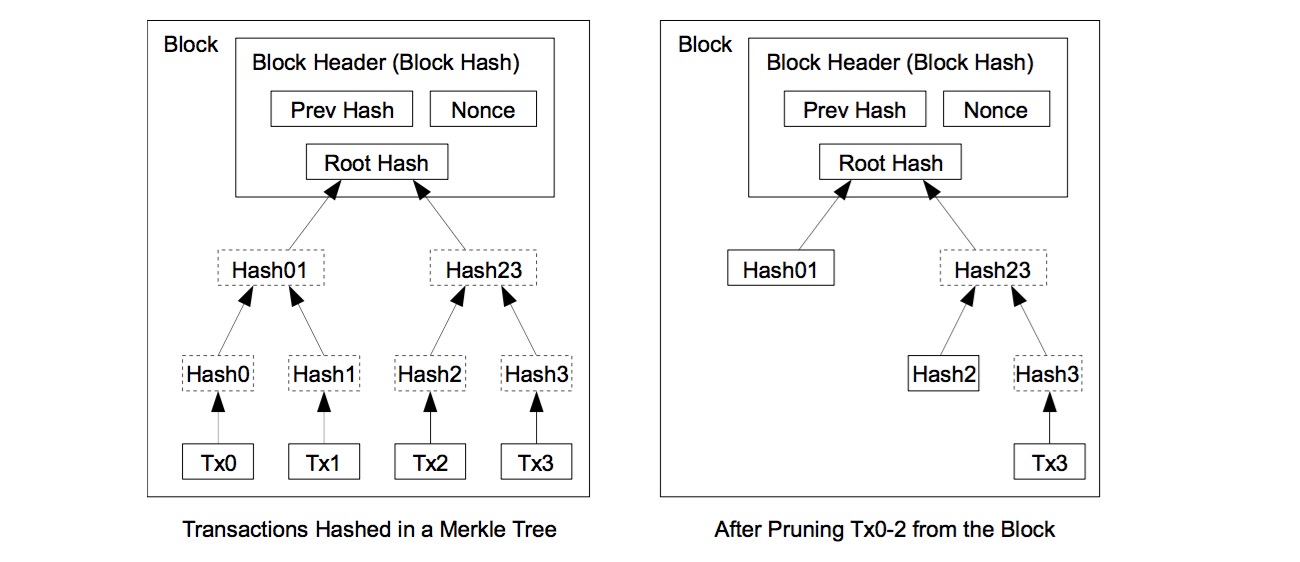 Block
Block Header (Block Hash)
Prev Hash
Nonce
Root Hash
Hash01
Hash23
Hash0
Hash1
Hash2
Hash3
Tx0
Tx1
Tx2
Tx3
Transactions Hashed in a Merkle Tree
Block
Block Header (Block Hash)
Prev Hash
Nonce
Root Hash
Hash01
Hash23
Hash2
Hash3
Tx3
After Pruning Tx0-2 from the Block